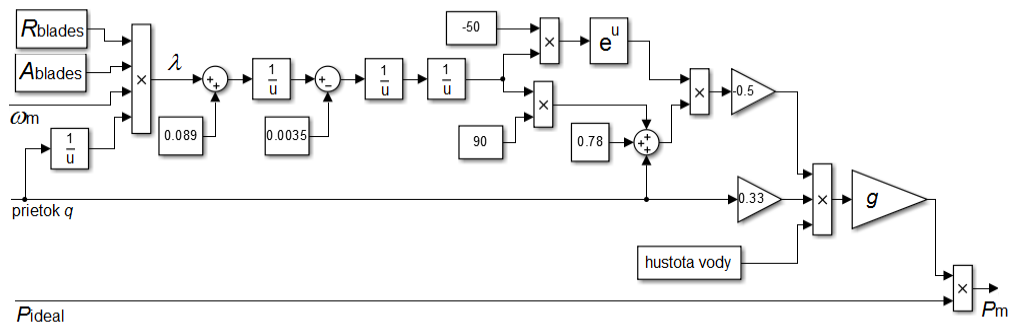 Rblades
Ablades
ωm
1
u
×
λ
+
+
0.089
1
u
+
−
0.0035
1
u
1
u
-50
×
e^u
90
×
0.78
+
+
+
×
-0.5
prietok q
0.33
×
g
hustota vody
Pideal
×
Pm